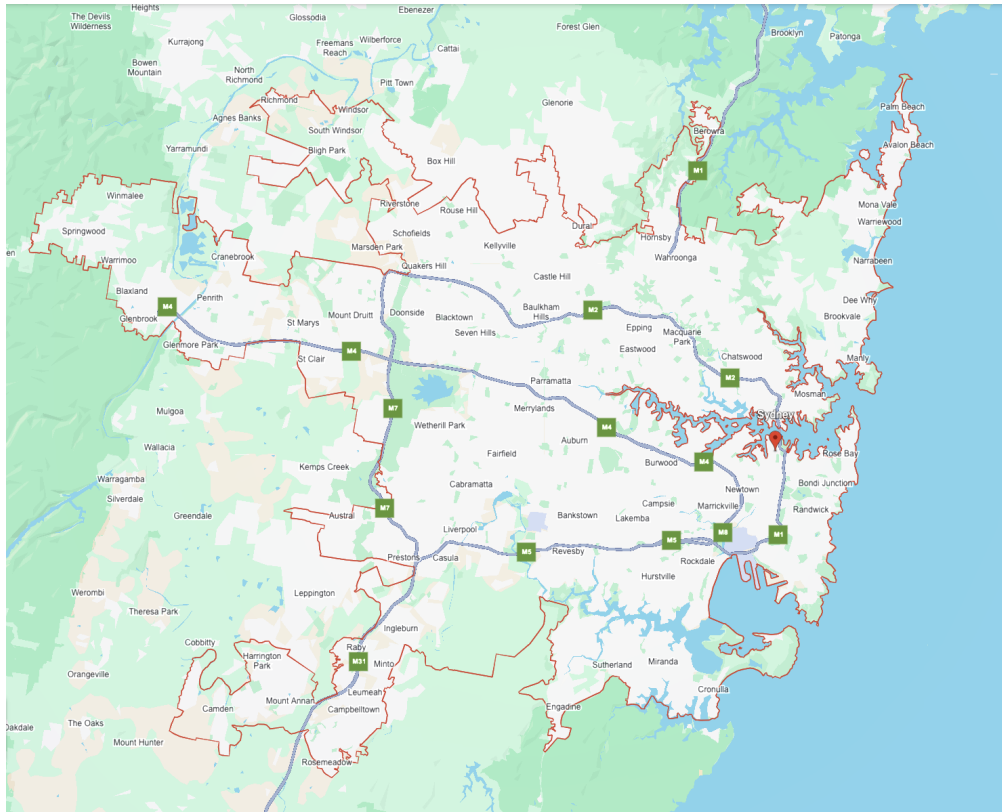 Heights
Ebenezer
The Devils
Wilderness
Glossodia
Brooklyn
Patonga
Forest Glen
Kurrajong
Freemans
Reach
Wilberforce
Cattai
Bowen
Mountain
North
Richmond
Pitt Town
Richmond
Windsor
Glenorie
Palm Beach
Agnes Banks
South Windsor
Berowra
Yarramundi
Bligh Park
Box Hill
Avalon Beach
M1
Winmalee
Riverstone
Rouse Hill
Mona Vale
Springwood
Schofields
Dural
Warriewood
en
Marsden Park
Kellyville
Hornsby
Warrimoo
Cranebrook
Wahroonga
Narrabeen
Quakers Hill
Castle Hill
Blaxland
Penrith
Dee Why
M4
Doonside
Baulkham
Hills
M2
Glenbrook
Mount Druitt
Blacktown
Brookvale
St Marys
Seven Hills
Epping
Macquarie
Park
Glenmore Park
M4
Eastwood
Chatswood
Manly
St Clair
Parramatta
M2
Mosman
Mulgoa
M7
Merrylands
Sydney
Wetherill Park
M4
Wallacia
Auburn
Fairfield
Burwood
M4
Rose Bay
Kemps Creek
Warragamba
Cabramatta
Newtown
Bondi Junction
Silverdale
Campsie
Marrickville
Greendale
Austral
M7
Bankstown
Lakemba
Randwick
Liverpool
M5
M8
M1
Prestons
Casula
M5
Revesby
Rockdale
Hurstville
Werombi
Leppington
Theresa Park
Ingleburn
Cobbitty
Raby
Harrington
Park
M31
Minto
Sutherland
Miranda
Orangeville
Leumeah
Cronulla
Camden
Mount Annan
Campbelltown
Engadine
The Oaks
Oakdale
Mount Hunter
Rosemeadow